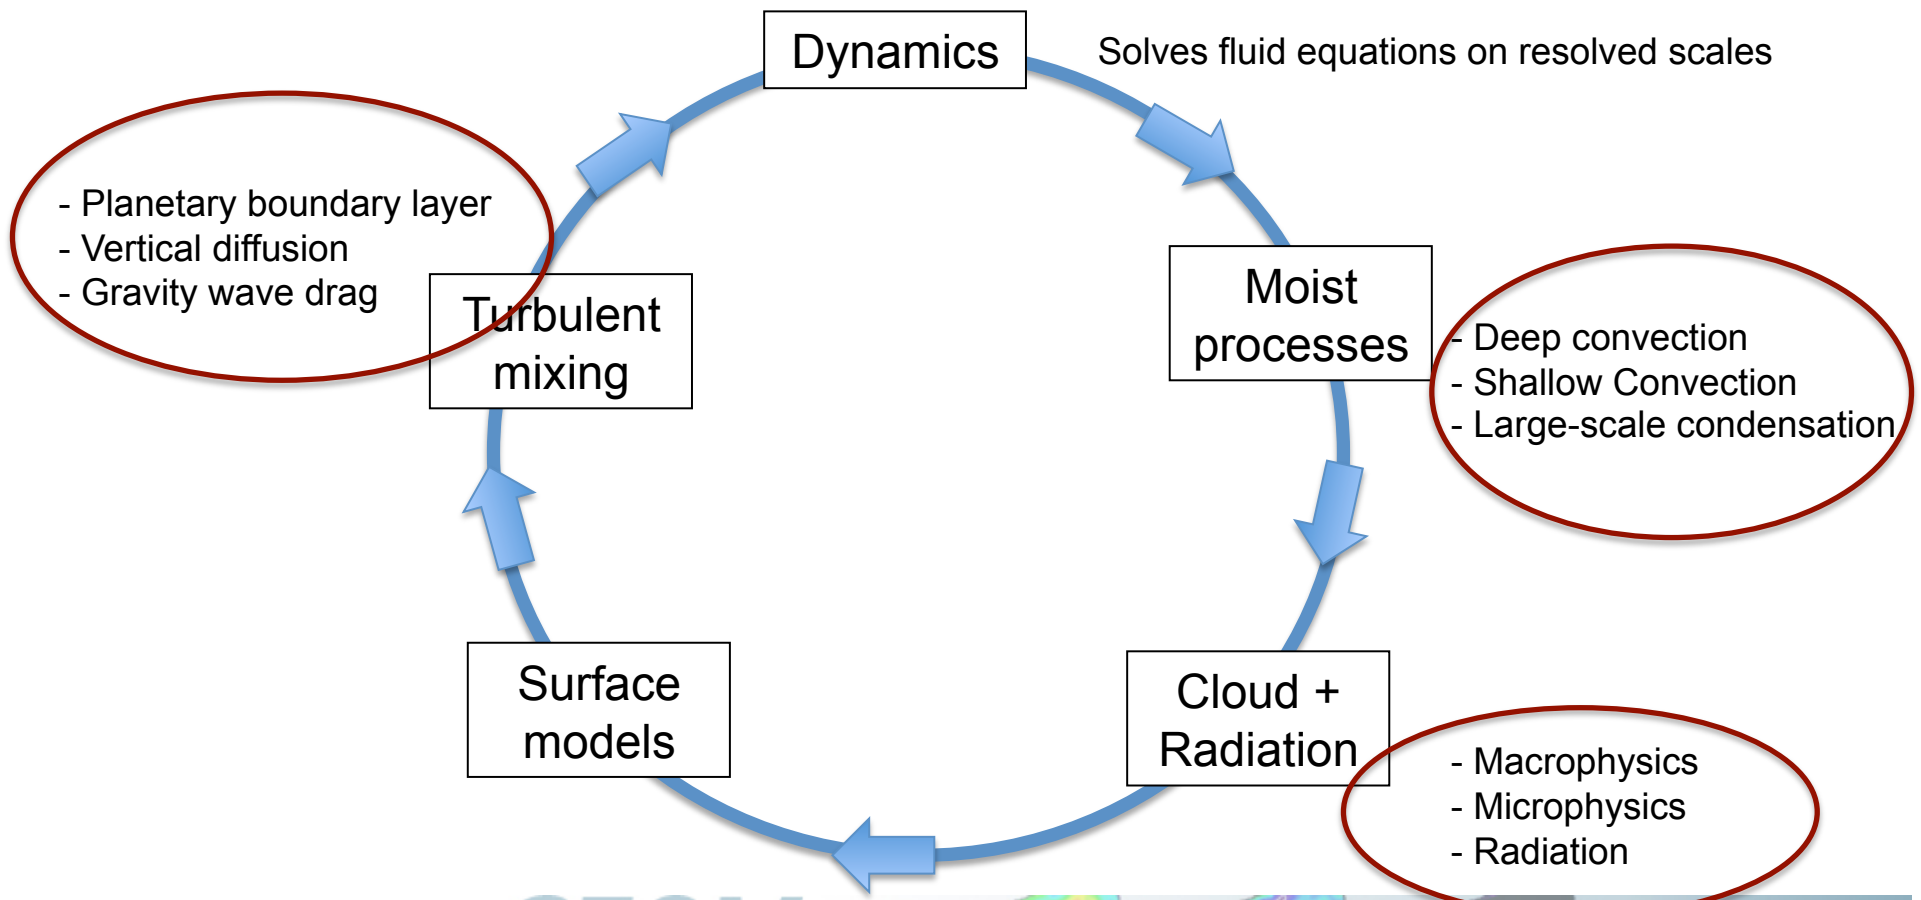 Dynamics
Solves fluid equations on resolved scales
- Planetary boundary layer
- Vertical diffusion
- Gravity wave drag
Turbulent
mixing
Moist
processes
- Deep convection
- Shallow Convection
- Large-scale condensation
Surface
models
Cloud +
Radiation
- Macrophysics
- Microphysics
- Radiation